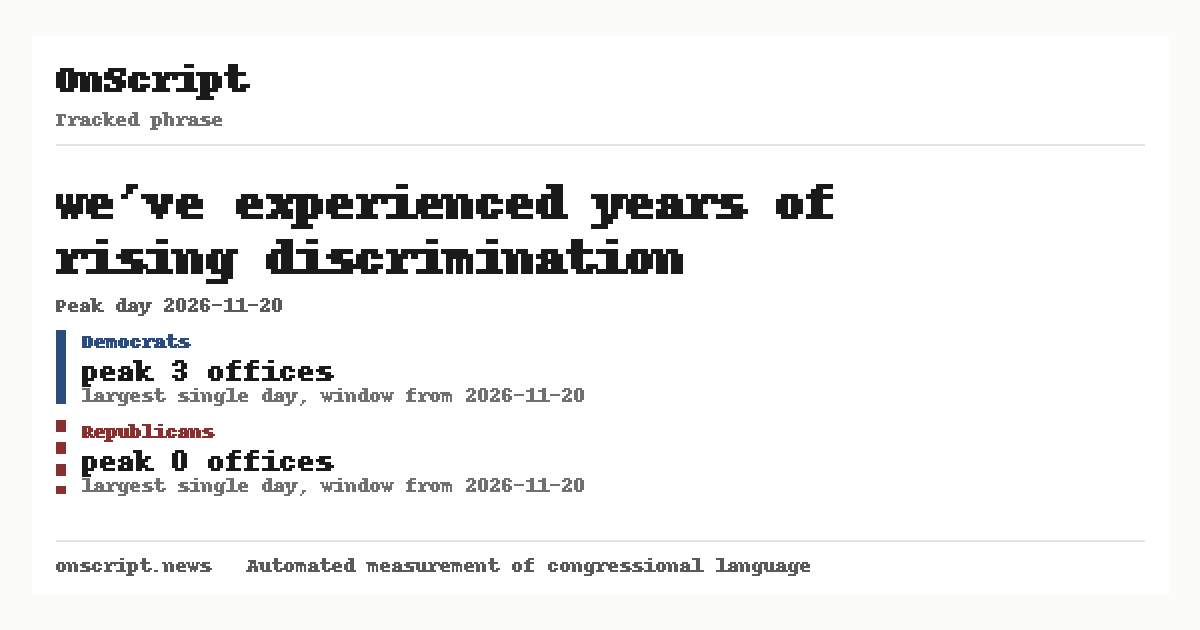 OnScript
Tracked phrase
we've experienced years of
rising discrimination
Peak day 2026-11-20
Democrats
peak 3 offices
largest single day, window from 2026-11-20
Republicans
peak 0 offices
largest single day, window from 2026-11-20
onscript.news Automated measurement of congressional language